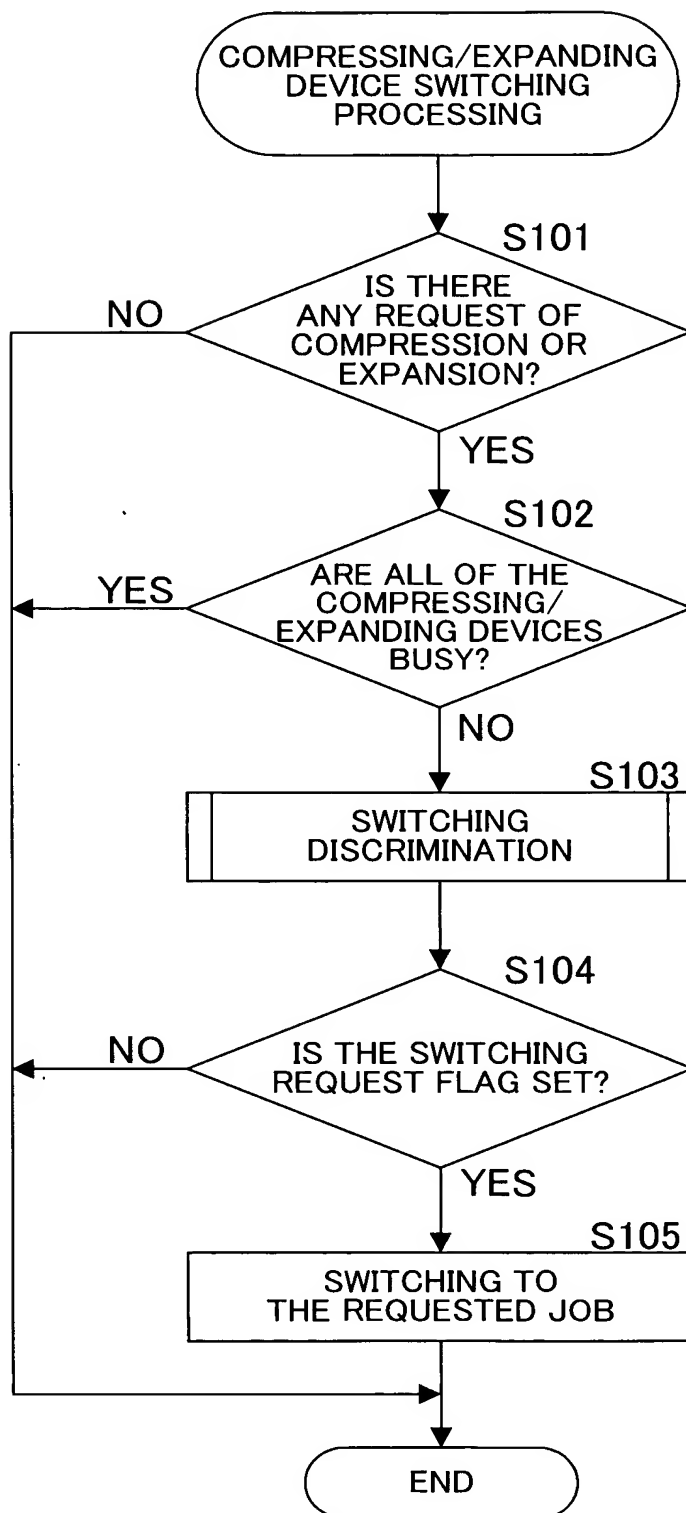 COMPRESSING/EXPANDING
DEVICE SWITCHING
PROCESSING
S101
IS THERE
ANY REQUEST OF
COMPRESSION OR
EXPANSION?
NO
YES
S102
ARE ALL OF THE
COMPRESSING/
EXPANDING DEVICES
BUSY?
YES
NO
S103
SWITCHING
DISCRIMINATION
S104
IS THE SWITCHING
REQUEST FLAG SET?
NO
YES
S105
SWITCHING TO
THE REQUESTED JOB
END